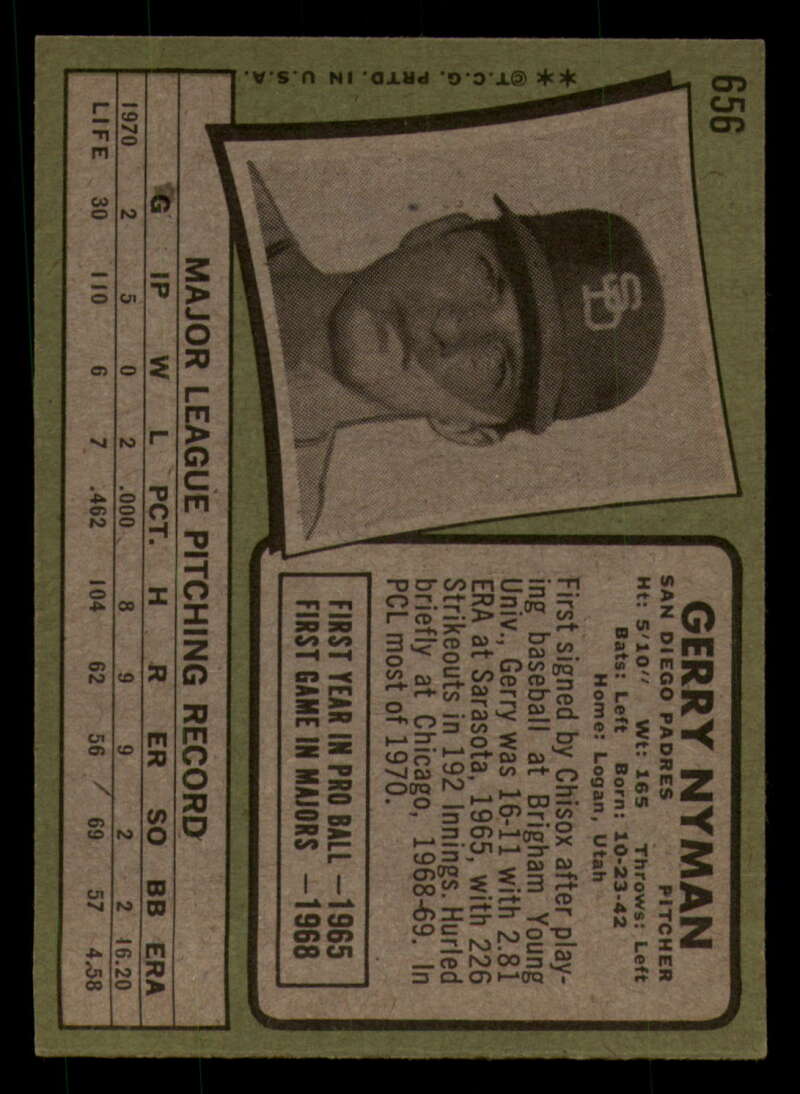 656
**©T.C.G. PRTD. IN U.S.A.
SD
GERRY NYMAN
SAN DIEGO PADRES PITCHER
Ht: 5'10" Wt: 165 Throws: Left
Bats: Left Born: 10-23-42
Home: Logan, Utah
First signed by Chisox after play-
ing baseball at Brigham Young
Univ., Gerry was 16-11 with 2.81
ERA at Sarasota, 1965, with 226
Strikeouts in 192 Innings. Hurled
briefly at Chicago, 1968-69. In
PCL most of 1970.
FIRST YEAR IN PRO BALL —1965
FIRST GAME IN MAJORS —1968
MAJOR LEAGUE PITCHING RECORD
G IP W L PCT. H R ER SO BB ERA
1970 2 5 0 2 .000 8 9 9 2 2 16.20
LIFE 30 110 6 7 .462 104 62 56 69 57 4.58